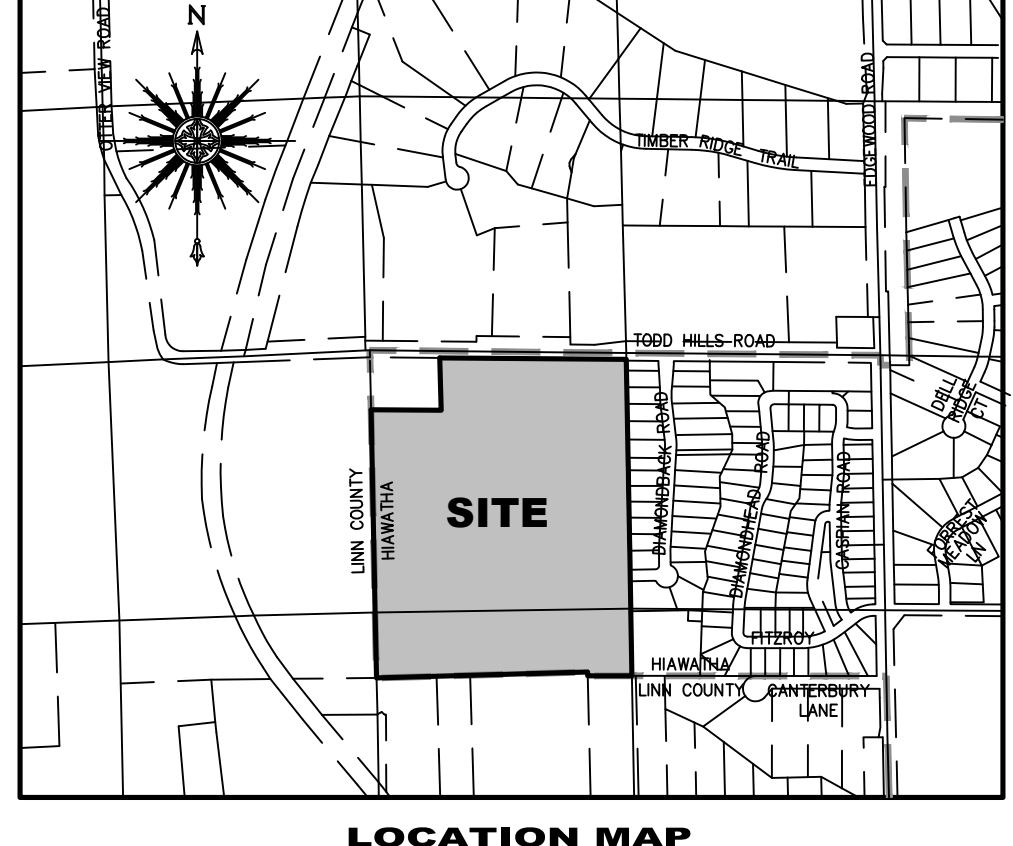 N
OTTER VIEW ROAD
EDGEWOOD ROAD
TIMBER RIDGE TRAIL
TODD HILLS ROAD
DELL
RIDGE
CT
DIAMONDBACK ROAD
DIAMONDHEAD ROAD
CASPIAN ROAD
LINN COUNTY
HIAWATHA
SITE
FORREST
MEADOW
LN
FITZROY
HIAWATHA
LINN COUNTY
CANTERBURY
LANE
LOCATION MAP